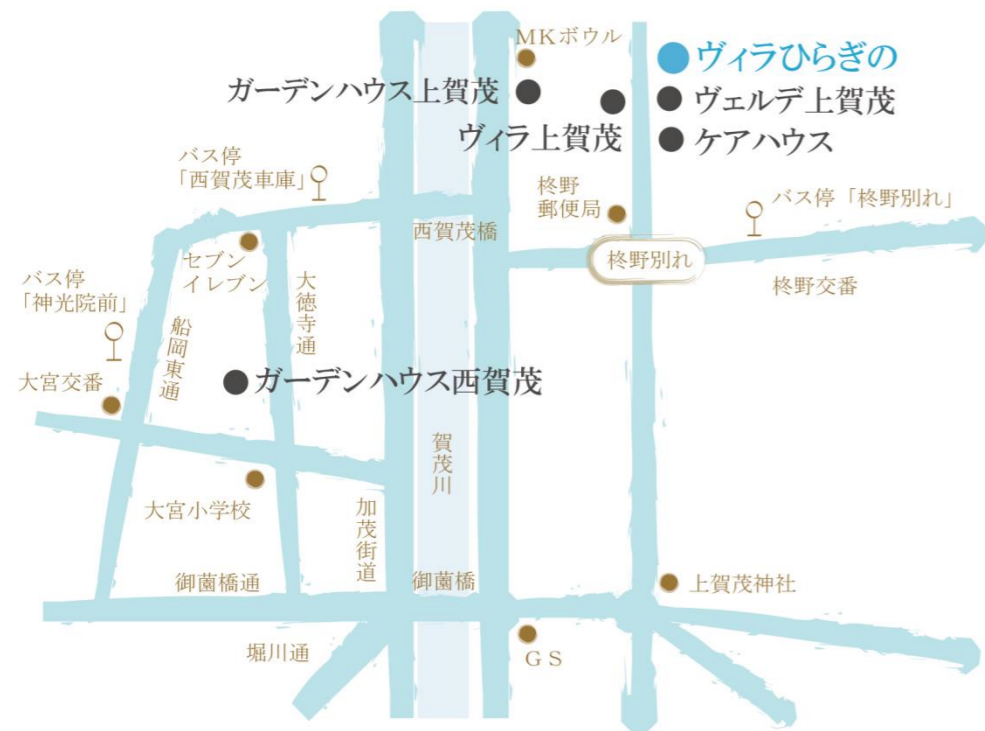 MKボウル
ヴィラひらぎの
ガーデンハウス上賀茂
ヴェルデ上賀茂
ヴィラ上賀茂
ケアハウス
バス停
「西賀茂車庫」
柊野
郵便局
バス停「柊野別れ」
西賀茂橋
柊野別れ
セブン
イレブン
大徳寺通
柊野交番
バス停
「神光院前」
船岡東通
大宮交番
ガーデンハウス西賀茂
賀茂川
大宮小学校
加茂街道
御薗橋通
御薗橋
上賀茂神社
堀川通
GS